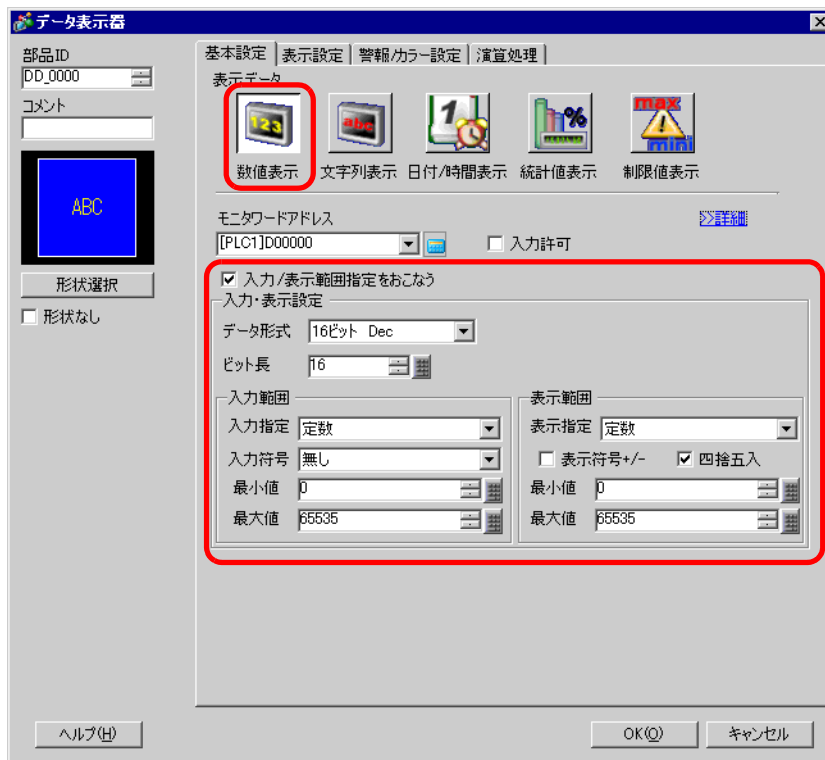 データ表示器
部品ID
DD_0000
コメント
ABC
形状選択
形状なし
基本設定 表示設定 警報/カラー設定 演算処理
表示データ
123 abc 1 % max mini
数値表示 文字列表示 日付/時間表示 統計値表示 制限値表示
モニタワードアドレス >>詳細
[PLC1]D00000 入力許可
入力/表示範囲指定をおこなう
入力・表示設定
データ形式 16ビット Dec
ビット長 16
入力範囲 表示範囲
入力指定 定数 表示指定 定数
入力符号 無し 表示符号+/- 四捨五入
最小値 0 最小値 0
最大値 65535 最大値 65535
ヘルプ(H) OK(O) キャンセル